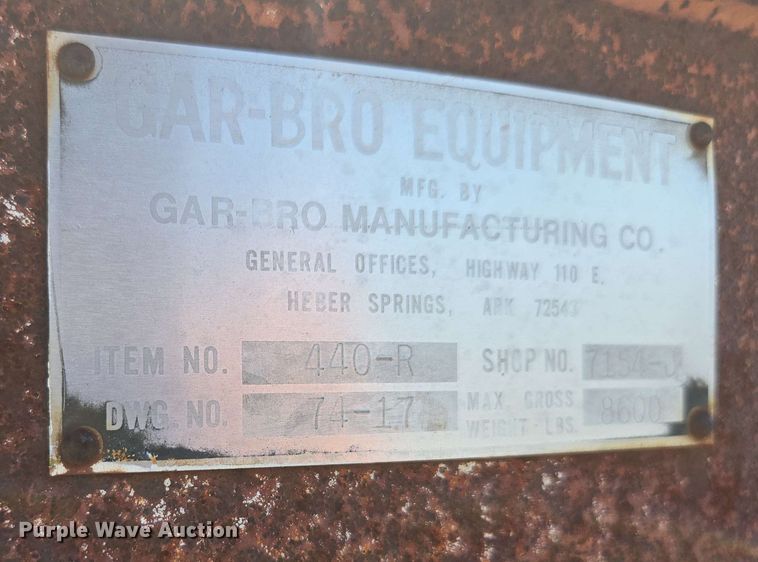 GAR-BRO EQUIPMENT
MFG. BY
GAR-BRO MANUFACTURING CO.
GENERAL OFFICES, HIGHWAY 110 E.
HEBER SPRINGS, ARK 72543
ITEM NO. 440-R SHOP NO. 7154-J
DWG. NO. 74-17 MAX. GROSS WEIGHT-LBS. 8600
Purple Wave Auction